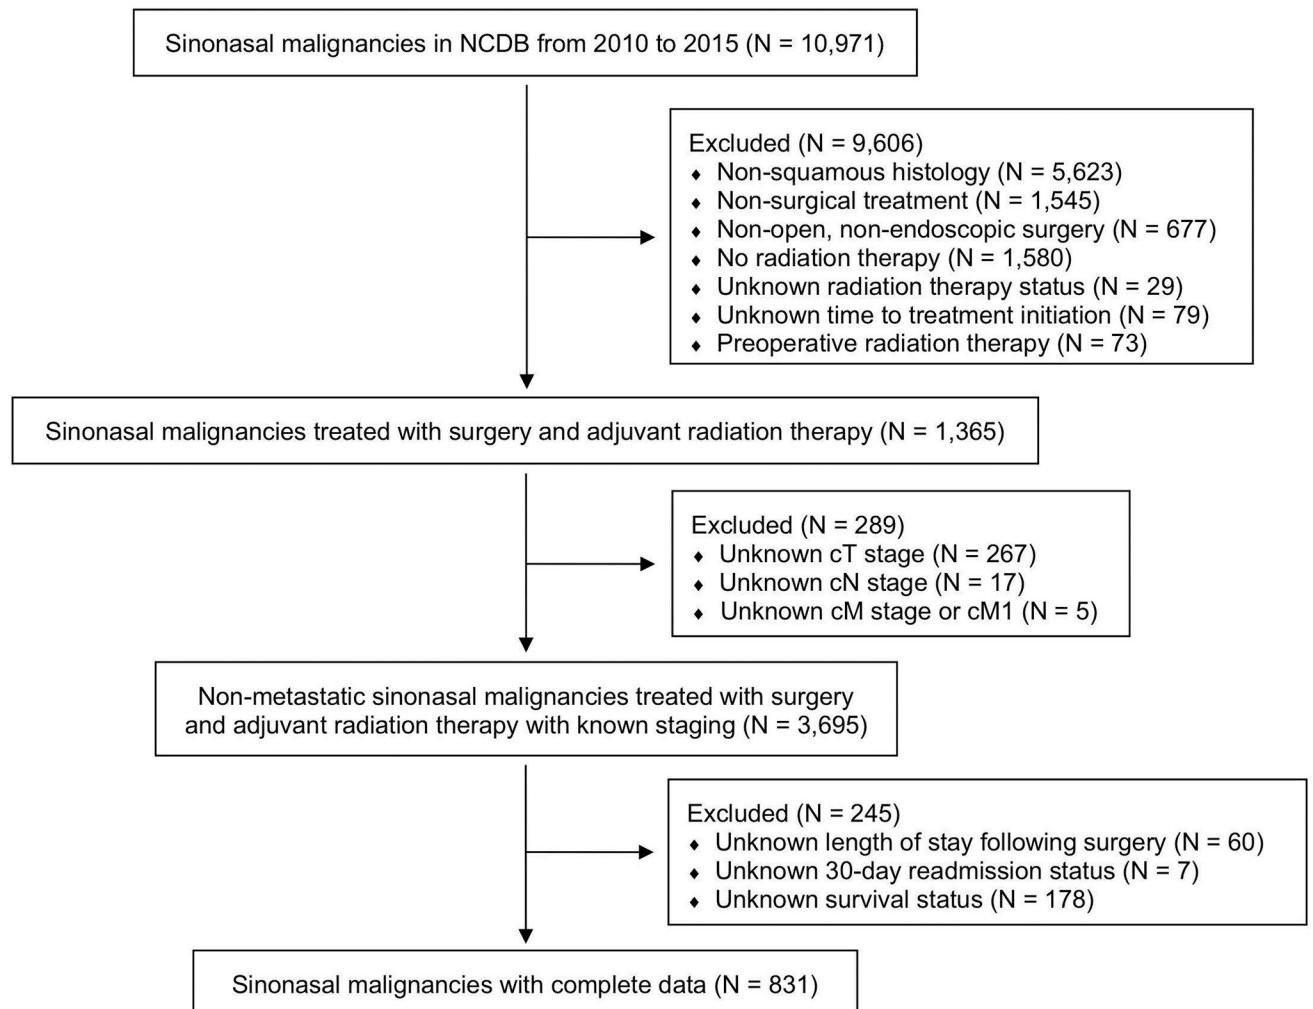 Sinonasal malignancies in NCDB from 2010 to 2015 (N = 10,971)
Excluded (N = 9,606)
♦ Non-squamous histology (N = 5,623)
♦ Non-surgical treatment (N = 1,545)
♦ Non-open, non-endoscopic surgery (N = 677)
♦ No radiation therapy (N = 1,580)
♦ Unknown radiation therapy status (N = 29)
♦ Unknown time to treatment initiation (N = 79)
♦ Preoperative radiation therapy (N = 73)
Sinonasal malignancies treated with surgery and adjuvant radiation therapy (N = 1,365)
Excluded (N = 289)
♦ Unknown cT stage (N = 267)
♦ Unknown cN stage (N = 17)
♦ Unknown cM stage or cM1 (N = 5)
Non-metastatic sinonasal malignancies treated with surgery
and adjuvant radiation therapy with known staging (N = 3,695)
Excluded (N = 245)
♦ Unknown length of stay following surgery (N = 60)
♦ Unknown 30-day readmission status (N = 7)
♦ Unknown survival status (N = 178)
Sinonasal malignancies with complete data (N = 831)